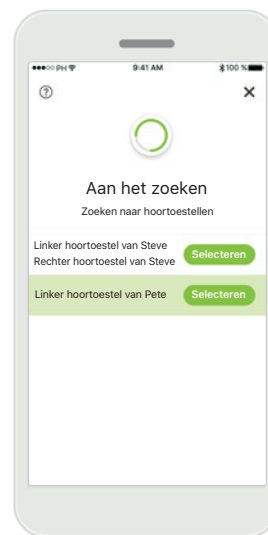 ●●●○○ PH 9:41 AM 100 %
?
Aan het zoeken
Zoeken naar hoortoestellen
Linker hoortoestel van Steve
Rechter hoortoestel van Steve
Selecteren
Linker hoortoestel van Pete Selecteren